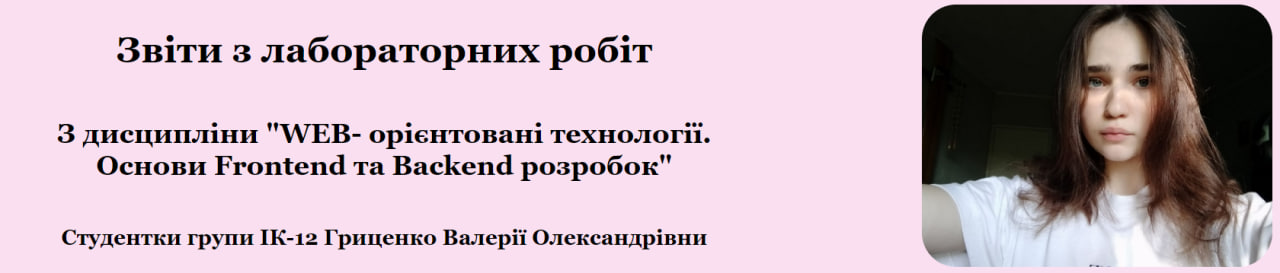 Звіти з лабораторних робіт
З дисципліни "WEB- орієнтовані технології.
Основи Frontend та Backend розробок"
Студентки групи ІК-12 Гриценко Валерії Олександрівни